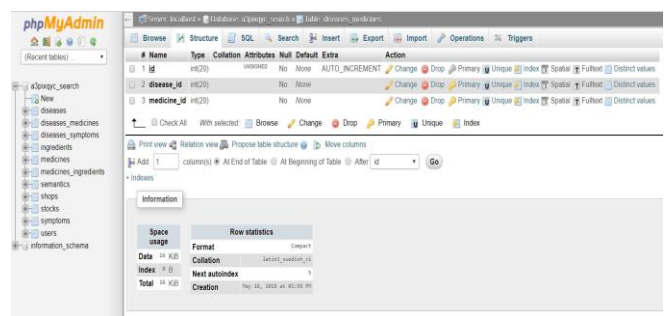 phpMyAdmin
Server: localhost » Database: a3pixqyc_search » Table: diseases_medicines
Browse Structure SQL Search Insert Export Import Operations Triggers
(Recent tables) ...
# Name Type Collation Attributes Null Default Extra Action
1 id int(20) UNSIGNED No None AUTO_INCREMENT Change Drop Primary Unique Index Spatial Fulltext Distinct values
2 disease_id int(20) No None Change Drop Primary Unique Index Spatial Fulltext Distinct values
3 medicine_id int(20) No None Change Drop Primary Unique Index Spatial Fulltext Distinct values
Check All With selected: Browse Change Drop Primary Unique Index
Print view Relation view Propose table structure Move columns
Add 1 column(s) At End of Table At Beginning of Table After id Go
+ Indexes
a3pixqyc_search
New
diseases
diseases_medicines
diseases_symptoms
ingredients
medicines
medicines_ingredients
semantics
shops
stocks
symptoms
users
information_schema
Information
Space usage
Data 16 KiB
Index 0 B
Total 16 KiB
Row statistics
Format Compact
Collation latin1_swedish_ci
Next autoindex 5
Creation May